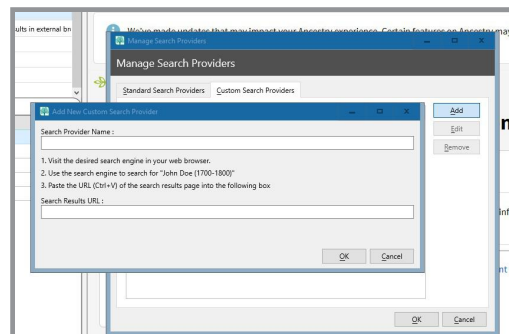 ults in external bn
We've made updates that may impact your Ancestry experience. Certain features on Ancestry may
Manage Search Providers
Manage Search Providers
Standard Search Providers
Custom Search Providers
Add
Edit
Remove
Add New Custom Search Provider
Search Provider Name :
1. Visit the desired search engine in your web browser.
2. Use the search engine to search for "John Doe (1700-1800)"
3. Paste the URL (Ctrl+V) of the search results page into the following box
Search Results URL :
OK
Cancel
OK
Cancel
Inf
nt